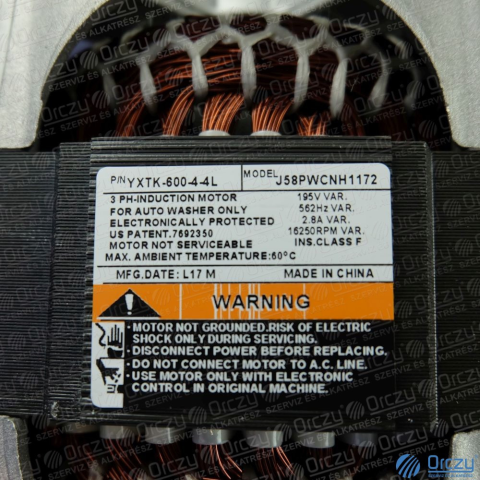 P/N YXTK-600-4-4L MODEL J58PWCNH1172
3 PH-INDUCTION MOTOR 195V VAR.
FOR AUTO WASHER ONLY 562Hz VAR.
ELECTRONICALLY PROTECTED 2.8A VAR.
US PATENT.7692350 16250RPM VAR.
MOTOR NOT SERVICEABLE INS.CLASS F
MAX. AMBIENT TEMPERATURE:60°C
MFG.DATE: L17 M MADE IN CHINA
WARNING
• MOTOR NOT GROUNDED.RISK OF ELECTRIC
SHOCK ONLY DURING SERVICING.
• DISCONNECT POWER BEFORE REPLACING.
• DO NOT CONNECT MOTOR TO A.C. LINE.
• USE MOTOR ONLY WITH ELECTRONIC
CONTROL IN ORIGINAL MACHINE.
Orczy
SZERVIZ ÉS ALKATRÉSZ